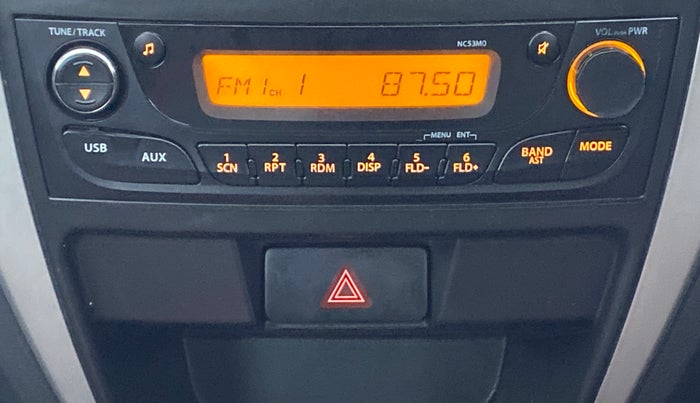 TUNE/TRACK
NC53M0
VOL PUSH PWR
FM1 CH 1 87.50
MENU ENT
USB
AUX
1 SCN
2 RPT
3 RDM
4 DISP
5 FLD-
6 FLD+
BAND AST
MODE